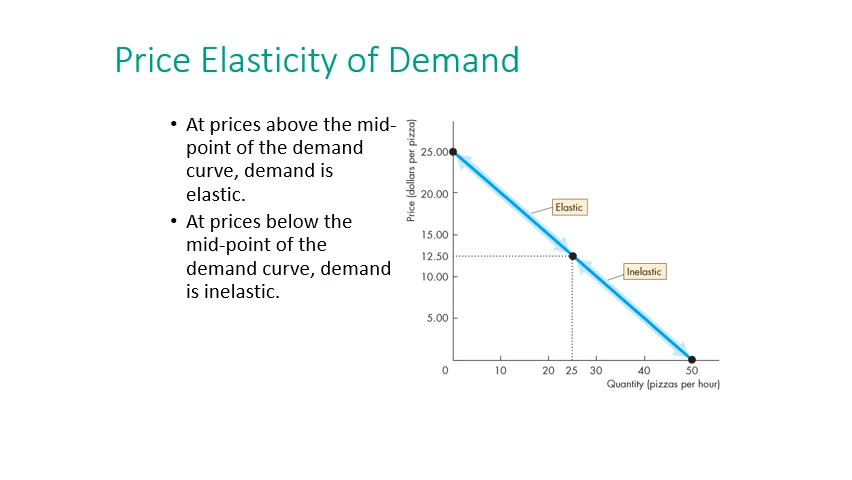 Price Elasticity of Demand
• At prices above the mid-
point of the demand
curve, demand is
elastic.
• At prices below the
mid-point of the
demand curve, demand
is inelastic.
Price (dollars per pizza)
25.00
20.00
15.00
12.50
10.00
5.00
Elastic
Inelastic
0 10 20 25 30 40 50
Quantity (pizzas per hour)